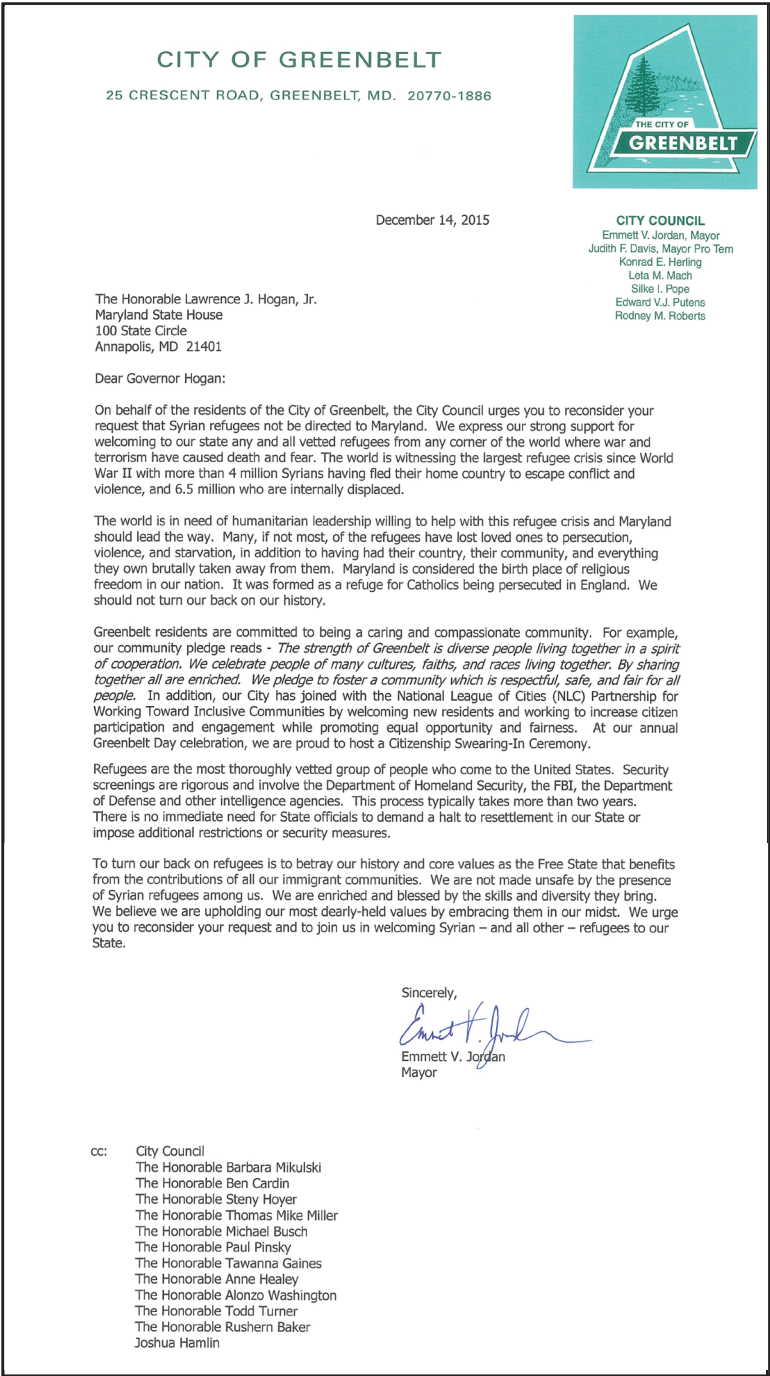 CITY OF GREENBELT
25 CRESCENT ROAD, GREENBELT, MD. 20770-1886
THE CITY OF
GREENBELT
December 14, 2015
CITY COUNCIL
Emmett V. Jordan, Mayor
Judith F. Davis, Mayor Pro Tem
Konrad E. Herling
Leta M. Mach
Silke I. Pope
Edward V.J. Putens
Rodney M. Roberts
The Honorable Lawrence J. Hogan, Jr.
Maryland State House
100 State Circle
Annapolis, MD 21401
Dear Governor Hogan:
On behalf of the residents of the City of Greenbelt, the City Council urges you to reconsider your
request that Syrian refugees not be directed to Maryland. We express our strong support for
welcoming to our state any and all vetted refugees from any corner of the world where war and
terrorism have caused death and fear. The world is witnessing the largest refugee crisis since World
War II with more than 4 million Syrians having fled their home country to escape conflict and
violence, and 6.5 million who are internally displaced.
The world is in need of humanitarian leadership willing to help with this refugee crisis and Maryland
should lead the way. Many, if not most, of the refugees have lost loved ones to persecution,
violence, and starvation, in addition to having had their country, their community, and everything
they own brutally taken away from them. Maryland is considered the birth place of religious
freedom in our nation. It was formed as a refuge for Catholics being persecuted in England. We
should not turn our back on our history.
Greenbelt residents are committed to being a caring and compassionate community. For example,
our community pledge reads - The strength of Greenbelt is diverse people living together in a spirit
of cooperation. We celebrate people of many cultures, faiths, and races living together. By sharing
together all are enriched. We pledge to foster a community which is respectful, safe, and fair for all
people. In addition, our City has joined with the National League of Cities (NLC) Partnership for
Working Toward Inclusive Communities by welcoming new residents and working to increase citizen
participation and engagement while promoting equal opportunity and fairness. At our annual
Greenbelt Day celebration, we are proud to host a Citizenship Swearing-In Ceremony.
Refugees are the most thoroughly vetted group of people who come to the United States. Security
screenings are rigorous and involve the Department of Homeland Security, the FBI, the Department
of Defense and other intelligence agencies. This process typically takes more than two years.
There is no immediate need for State officials to demand a halt to resettlement in our State or
impose additional restrictions or security measures.
To turn our back on refugees is to betray our history and core values as the Free State that benefits
from the contributions of all our immigrant communities. We are not made unsafe by the presence
of Syrian refugees among us. We are enriched and blessed by the skills and diversity they bring.
We believe we are upholding our most dearly-held values by embracing them in our midst. We urge
you to reconsider your request and to join us in welcoming Syrian – and all other – refugees to our
State.
Sincerely,
Emmet V. Jordan
Emmett V. Jordan
Mayor
cc: City Council
The Honorable Barbara Mikulski
The Honorable Ben Cardin
The Honorable Steny Hoyer
The Honorable Thomas Mike Miller
The Honorable Michael Busch
The Honorable Paul Pinsky
The Honorable Tawanna Gaines
The Honorable Anne Healey
The Honorable Alonzo Washington
The Honorable Todd Turner
The Honorable Rushern Baker
Joshua Hamlin